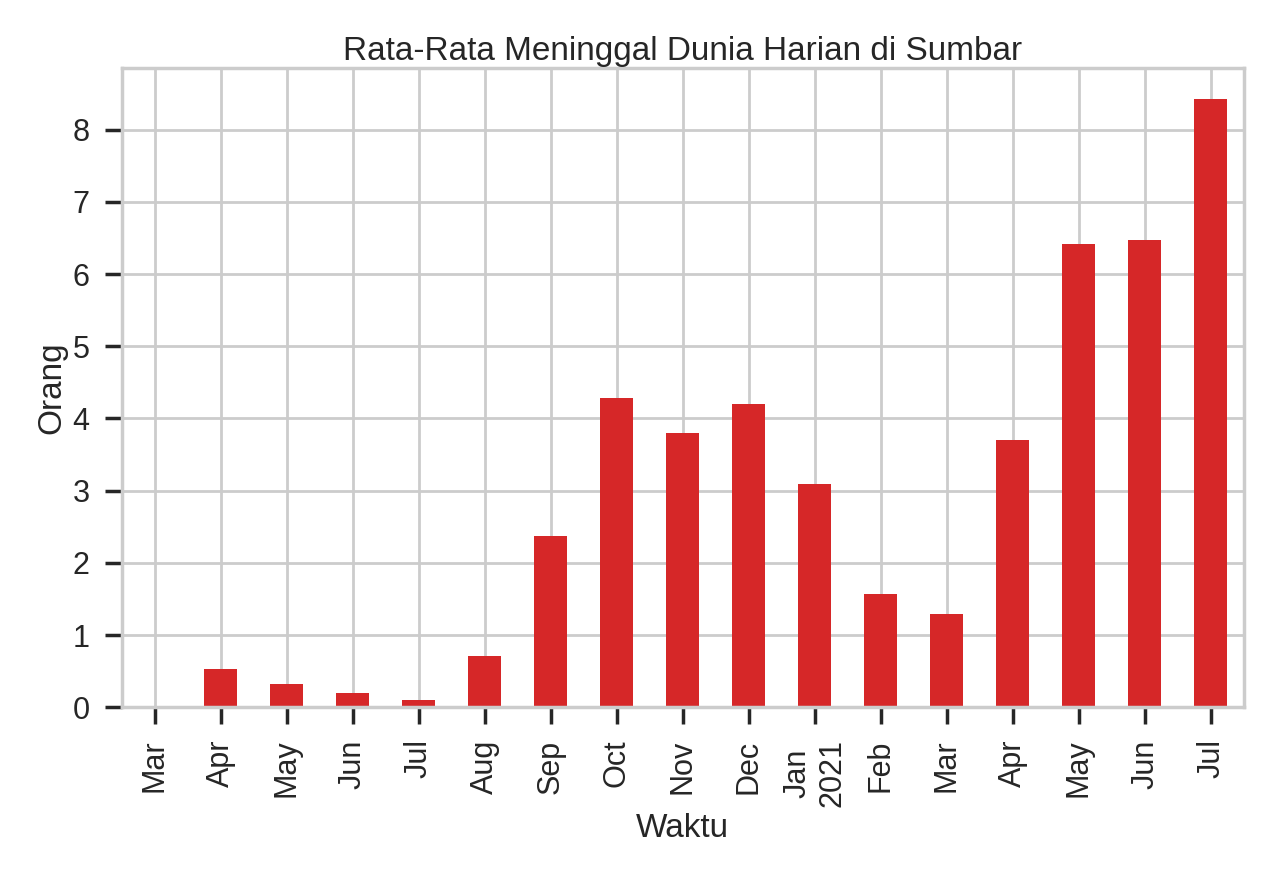 Rata-Rata Meninggal Dunia Harian di Sumbar
8
7
6
5
4
3
2
1
0
Orang
Mar
Apr
May
Jun
Jul
Aug
Sep
Oct
Nov
Dec
Jan
2021
Feb
Mar
Apr
May
Jun
Jul
Waktu